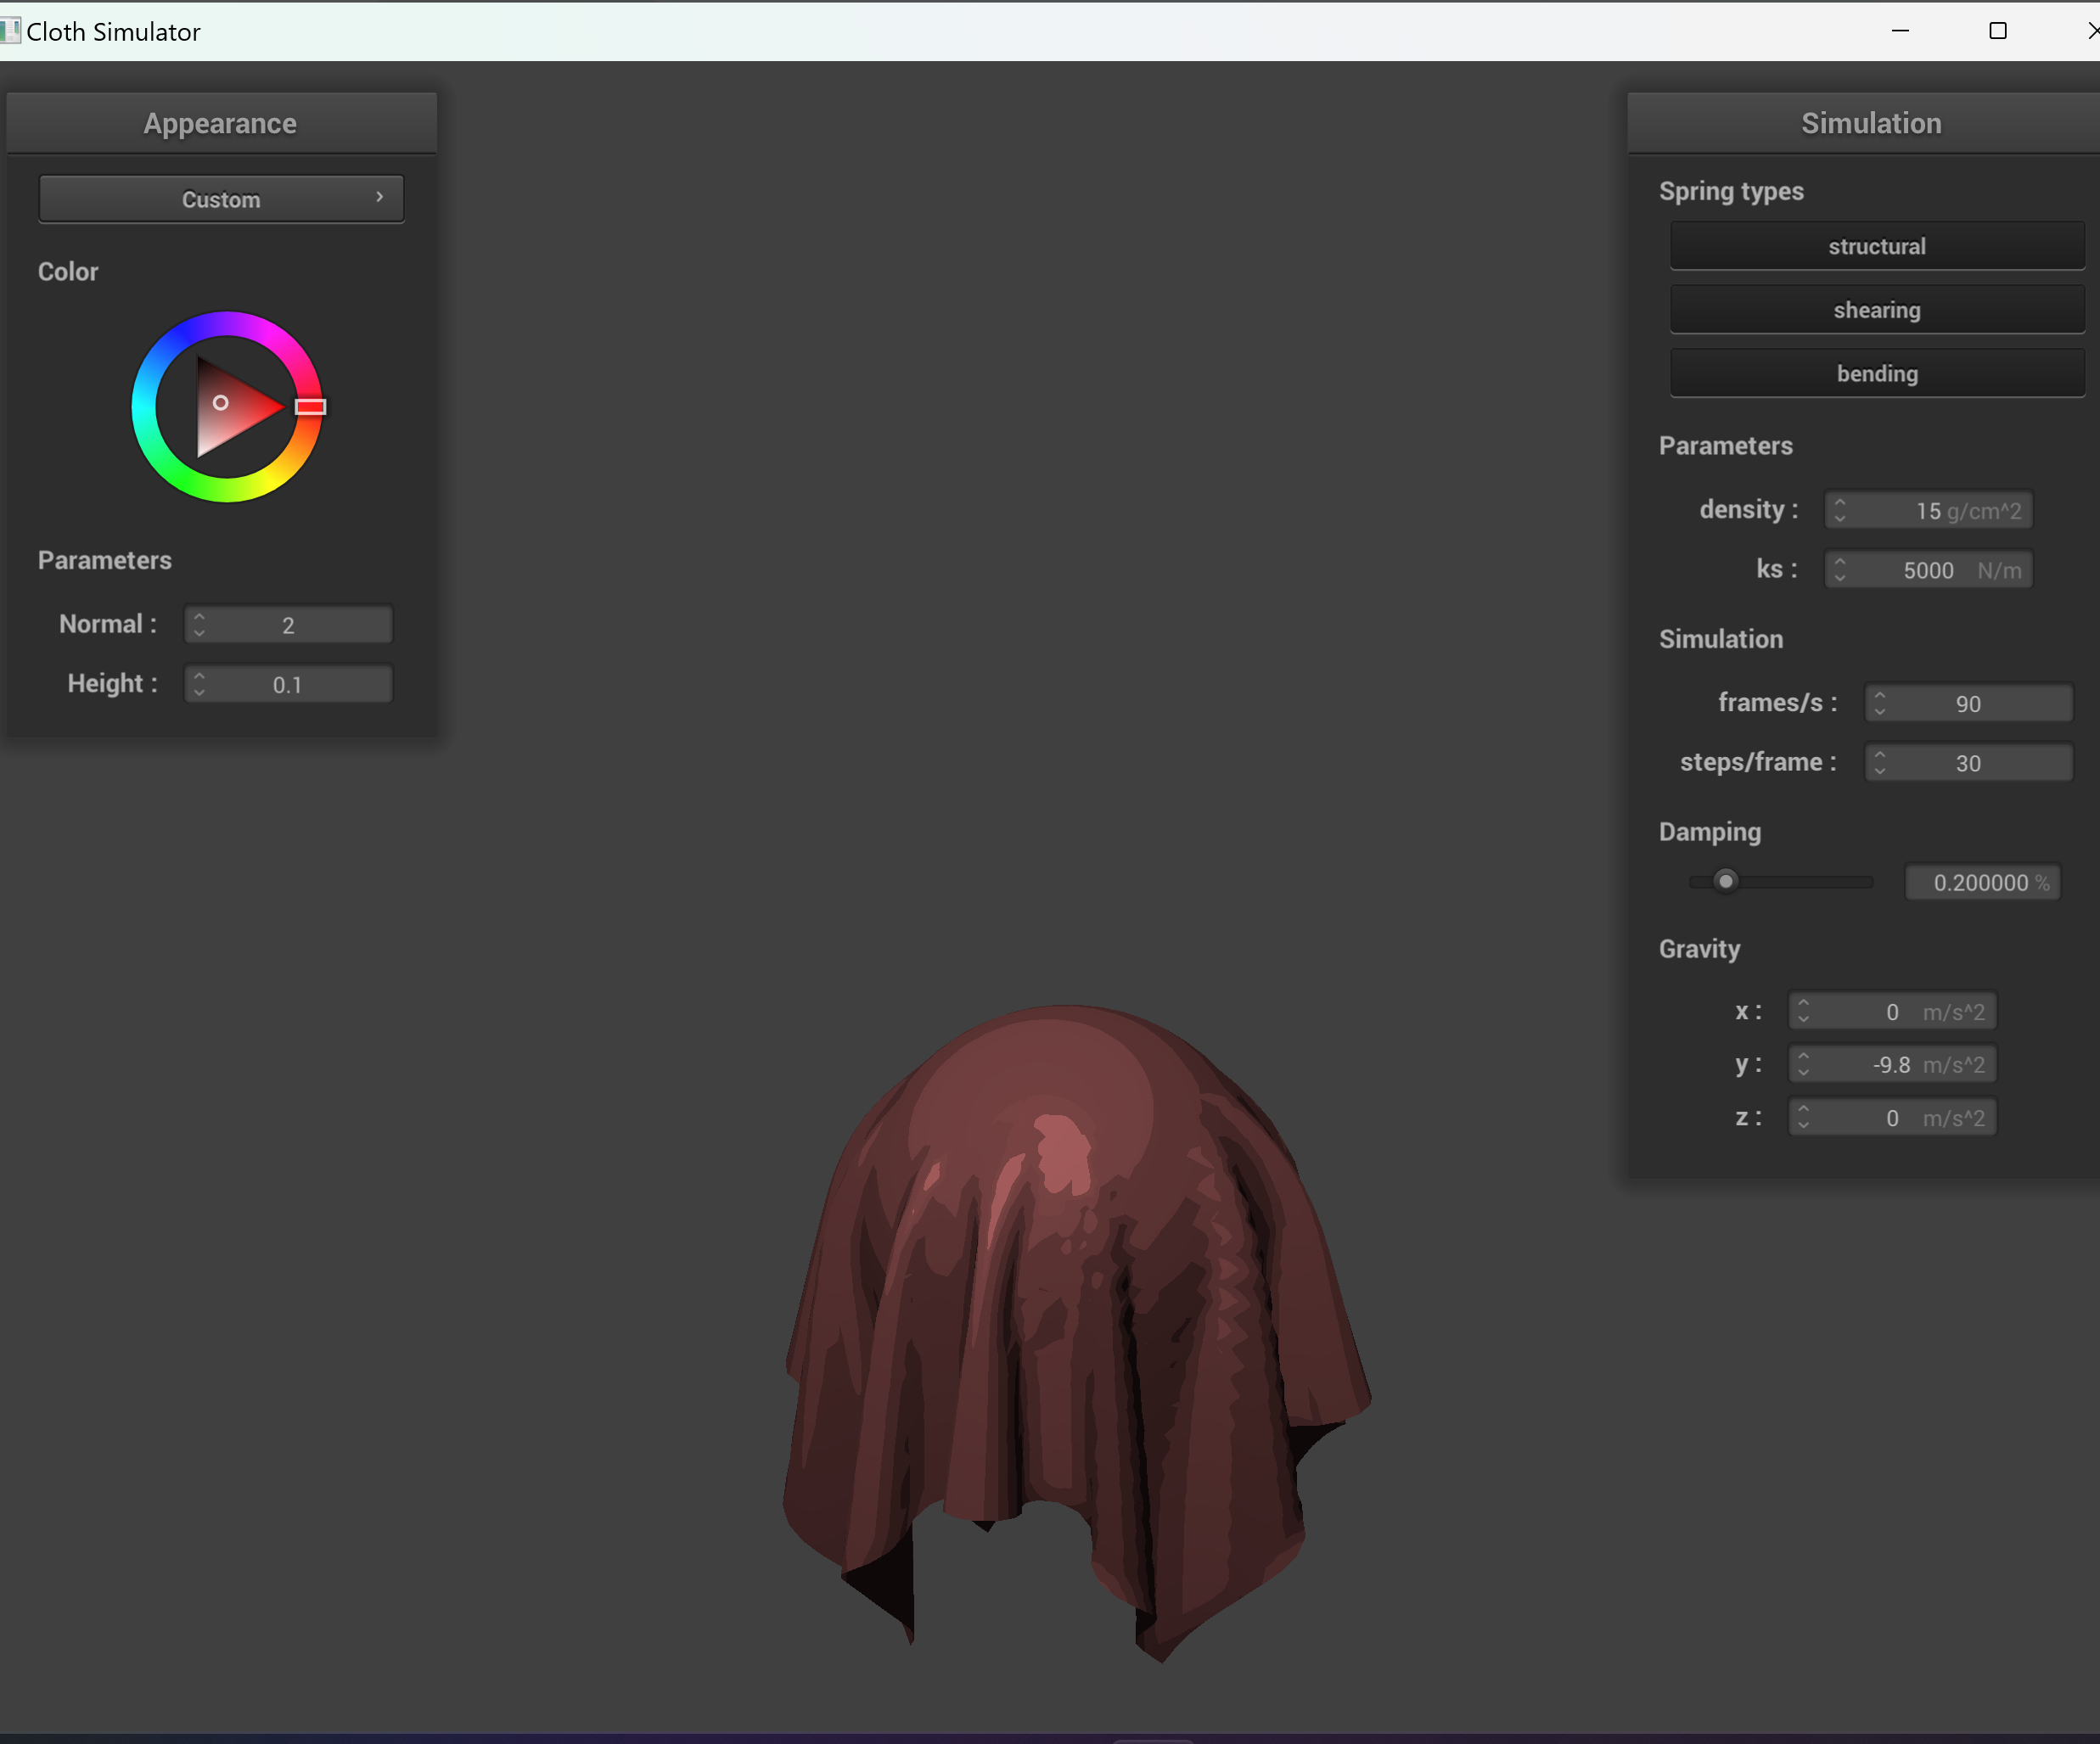 Cloth Simulator
Appearance
Custom
Color
Parameters
Normal : 2
Height : 0.1
Simulation
Spring types
structural
shearing
bending
Parameters
density : 15 g/cm^2
ks : 5000 N/m
Simulation
frames/s : 90
steps/frame : 30
Damping
0.200000 %
Gravity
x : 0 m/s^2
y : -9.8 m/s^2
z : 0 m/s^2